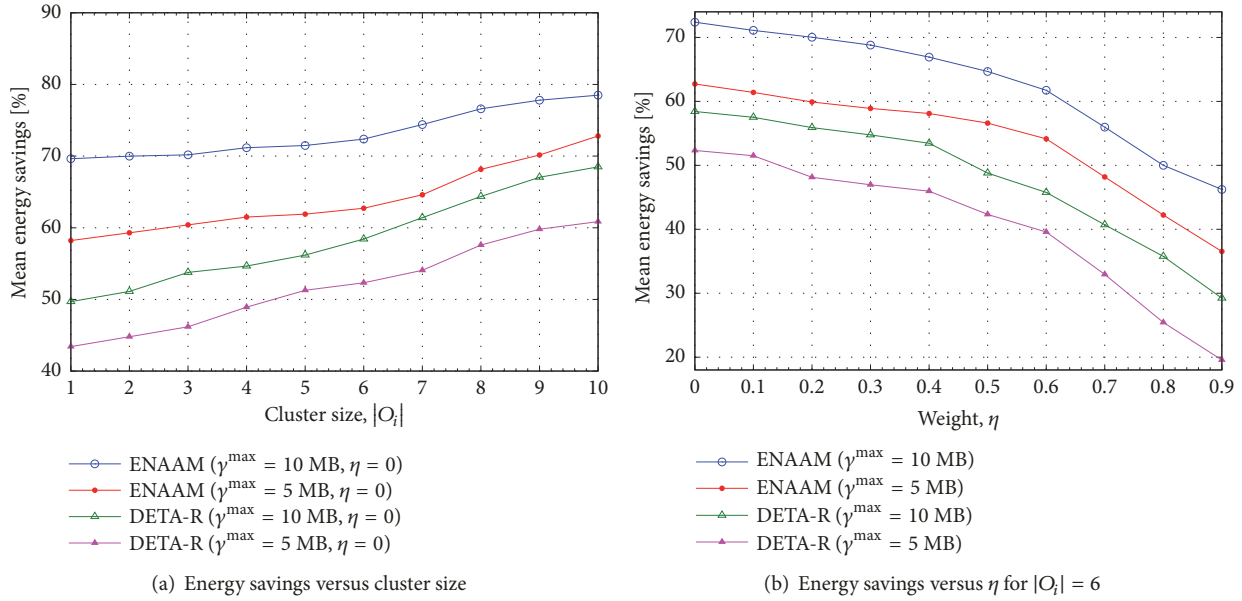 90
80
70
60
50
40
Mean energy savings [%]
1 2 3 4 5 6 7 8 9 10
Cluster size, |O_i|
ENAAM (γ^max = 10 MB, η = 0)
ENAAM (γ^max = 5 MB, η = 0)
DETA-R (γ^max = 10 MB, η = 0)
DETA-R (γ^max = 5 MB, η = 0)
(a) Energy savings versus cluster size
70
60
50
40
30
20
Mean energy savings [%]
0 0.1 0.2 0.3 0.4 0.5 0.6 0.7 0.8 0.9
Weight, η
ENAAM (γ^max = 10 MB)
ENAAM (γ^max = 5 MB)
DETA-R (γ^max = 10 MB)
DETA-R (γ^max = 5 MB)
(b) Energy savings versus η for |O_i| = 6